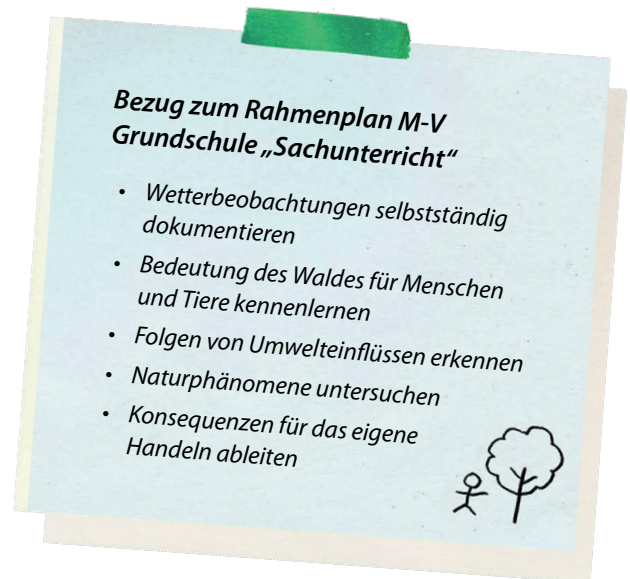 Bezug zum Rahmenplan M-V
Grundschule „Sachunterricht“
• Wetterbeobachtungen selbstständig
dokumentieren
• Bedeutung des Waldes für Menschen
und Tiere kennenlernen
• Folgen von Umwelteinflüssen erkennen
• Naturphänomene untersuchen
• Konsequenzen für das eigene
Handeln ableiten